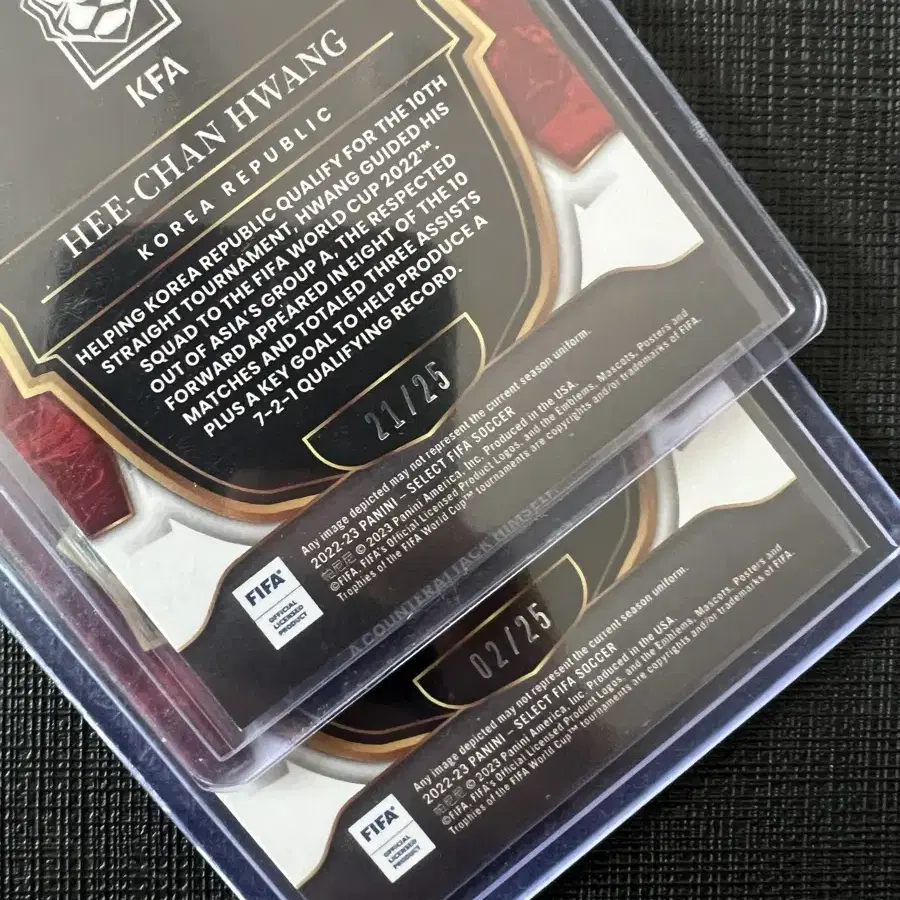 KFA
HEE-CHAN HWANG
KOREA REPUBLIC
HELPING KOREA REPUBLIC QUALIFY FOR THE 10TH
STRAIGHT TOURNAMENT, HWANG GUIDED HIS
SQUAD TO THE FIFA WORLD CUP 2022™.
OUT OF ASIA'S GROUP A, THE RESPECTED
FORWARD APPEARED IN EIGHT OF THE 10
MATCHES AND TOTALED THREE ASSISTS
PLUS A KEY GOAL TO HELP PRODUCE A
7-2-1 QUALIFYING RECORD.
21/25
Any image depicted may not represent the current season uniform.
2022-23 PANINI – SELECT FIFA SOCCER
© 2023 Panini America, Inc. Produced in the USA.
©FIFA, FIFA's Official Licensed Product Logos, and the Emblems, Mascots, Posters and
Trophies of the FIFA World Cup™ tournaments are copyrights and/or trademarks of FIFA.
FIFA®
OFFICIAL
LICENSED
PRODUCT
A COUNTERATTACK HIMSELF
02/25
Any image depicted may not represent the current season uniform.
2022-23 PANINI – SELECT FIFA SOCCER
© 2023 Panini America, Inc. Produced in the USA.
©FIFA, FIFA's Official Licensed Product Logos, and the Emblems, Mascots, Posters and
Trophies of the FIFA World Cup™ tournaments are copyrights and/or trademarks of FIFA.
FIFA®
OFFICIAL
LICENSED
PRODUCT